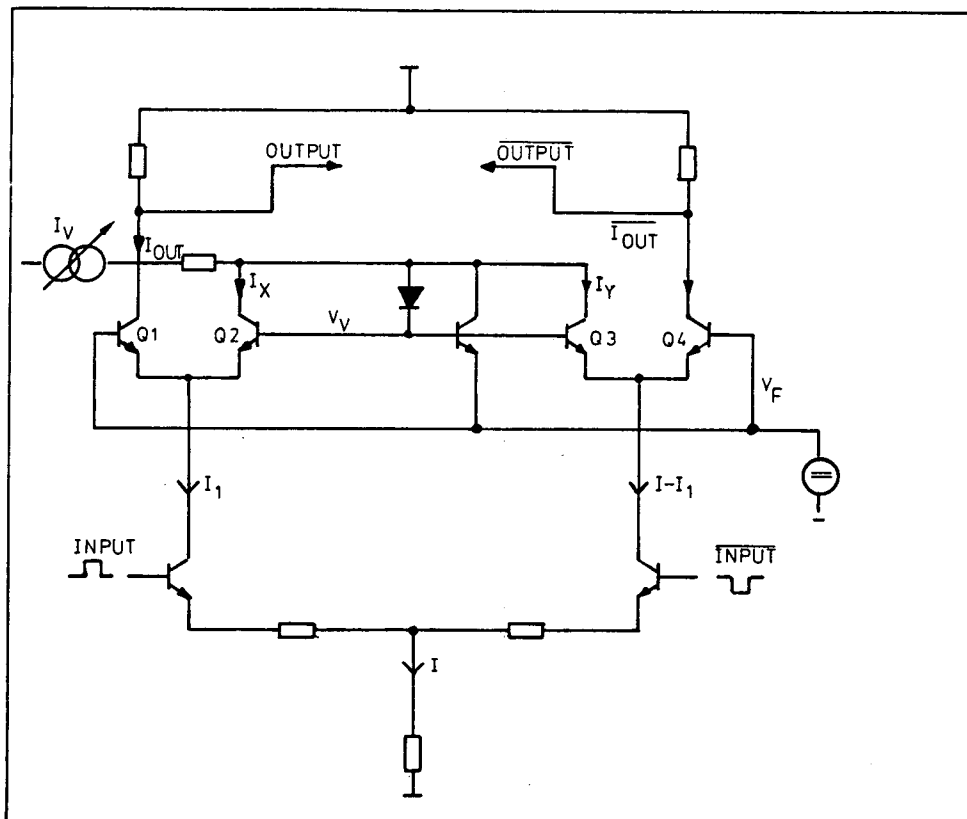 OUTPUT
OUTPUT
I_V
I_OUT
I_OUT
I_X
I_Y
Q1
Q2
V_V
Q3
Q4
V_F
I_1
I-I_1
INPUT
INPUT
I